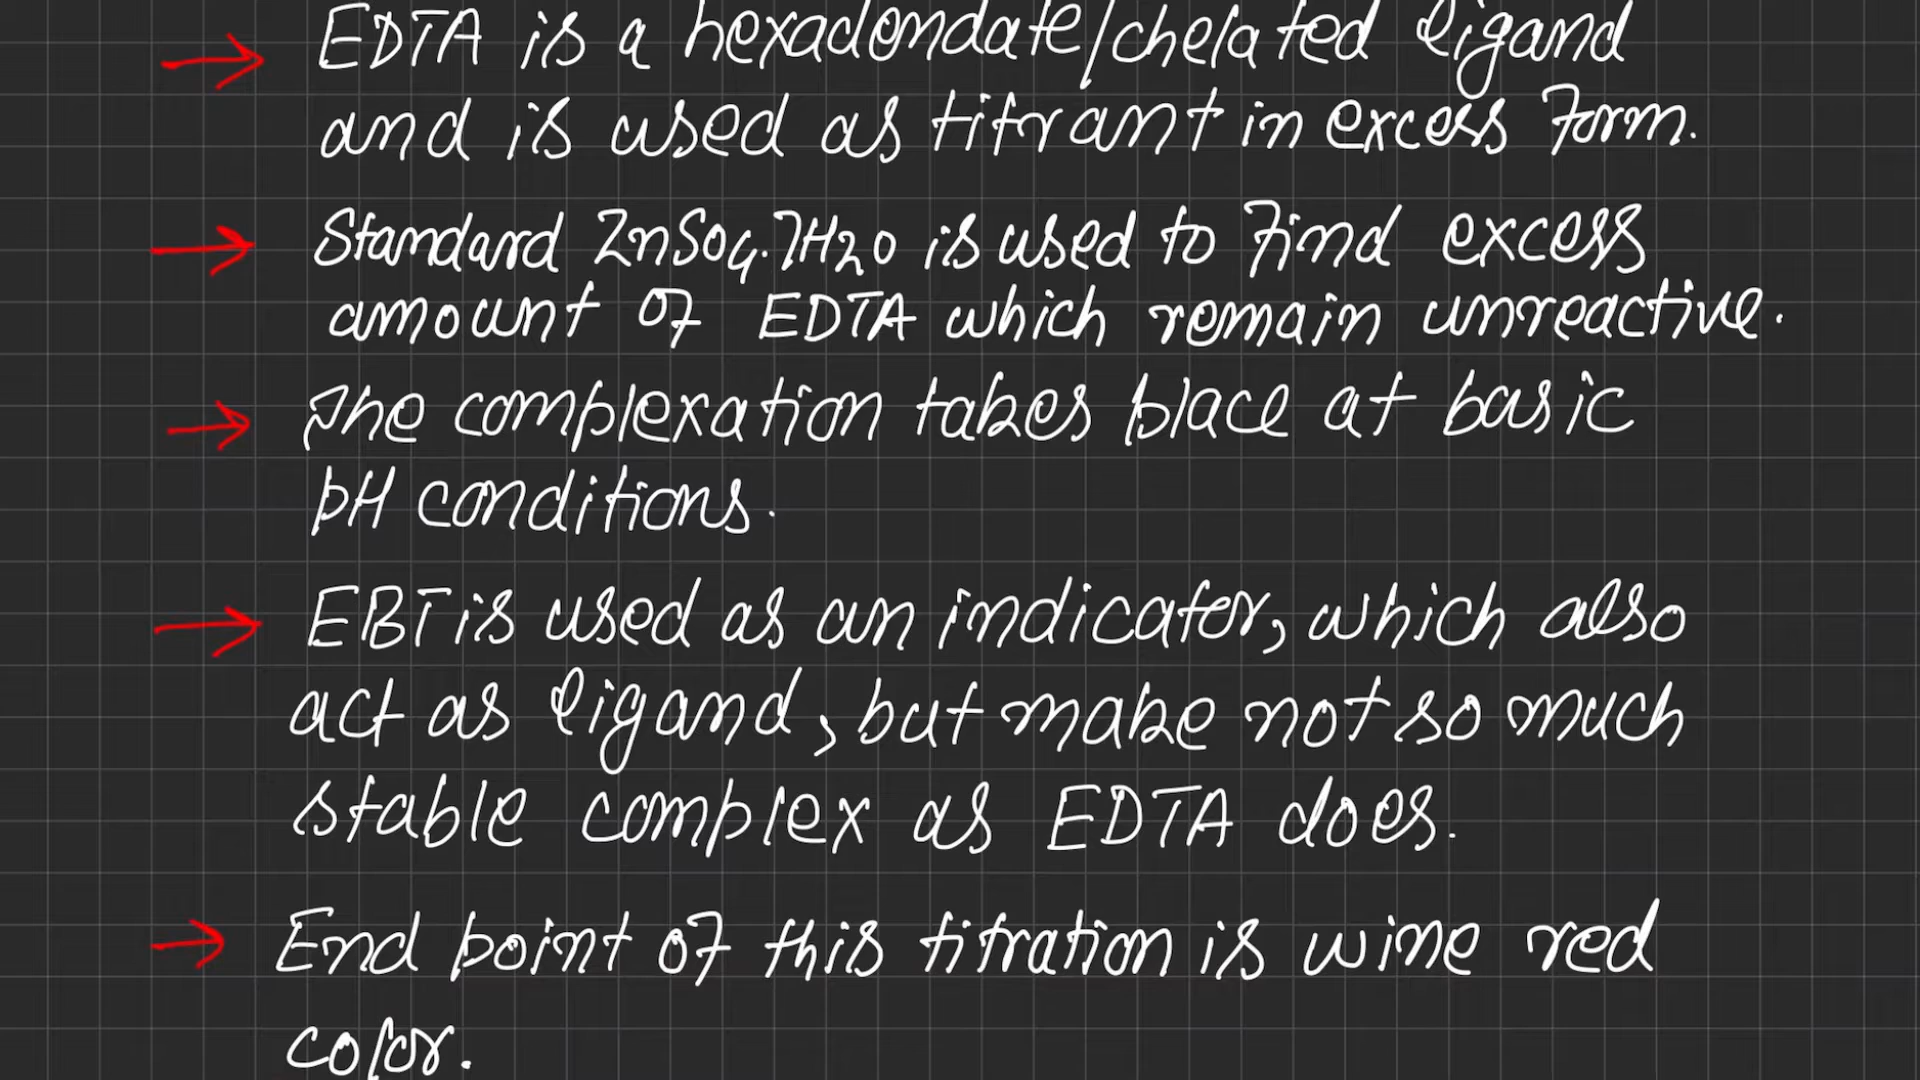 EDTA is a hexadendate/chelated ligand
and is used as titrant in excess form.
Standard ZnSO4.7H2O is used to find excess
amount of EDTA which remain unreactive.
The complexation takes place at basic
pH conditions.
EBT is used as an indicator, which also
act as ligand, but make not so much
stable complex as EDTA does.
End point of this titration is wine red
color.